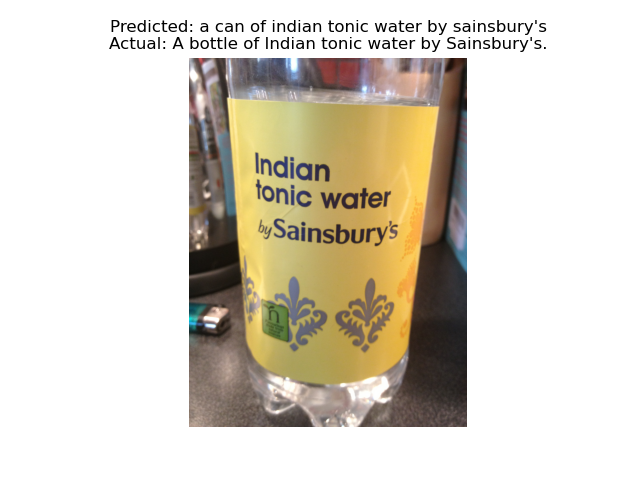 Predicted: a can of indian tonic water by sainsbury's
Actual: A bottle of Indian tonic water by Sainsbury's.
Indian
tonic water
by Sainsbury's
n